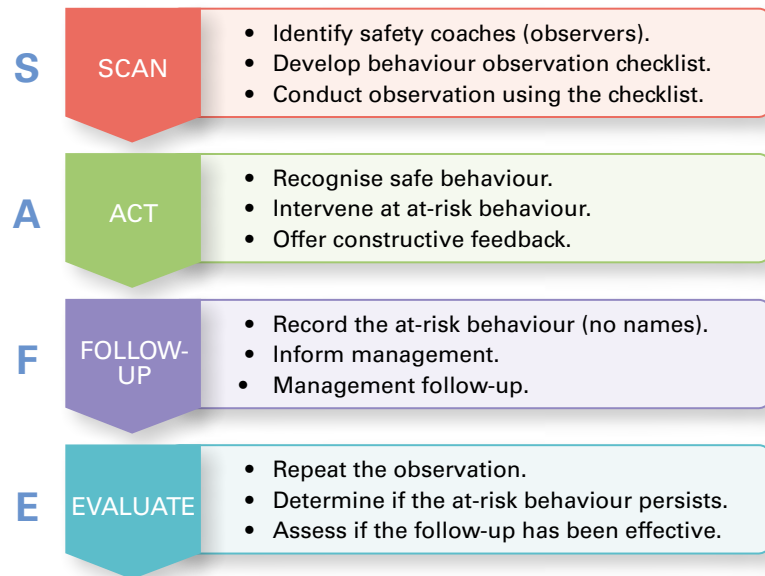 S
SCAN
• Identify safety coaches (observers).
• Develop behaviour observation checklist.
• Conduct observation using the checklist.
A
ACT
• Recognise safe behaviour.
• Intervene at at-risk behaviour.
• Offer constructive feedback.
F
FOLLOW-
UP
• Record the at-risk behaviour (no names).
• Inform management.
• Management follow-up.
E
EVALUATE
• Repeat the observation.
• Determine if the at-risk behaviour persists.
• Assess if the follow-up has been effective.